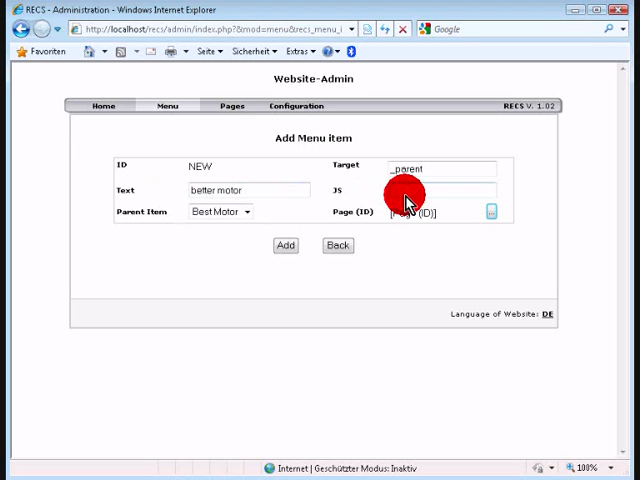 RECS - Administration - Windows Internet Explorer
http://localhost/recs/admin/index.php?&mod=menu&recs_menu_i
Google
Favoriten
Seite Sicherheit Extras
Website-Admin
Home Menu Pages Configuration RECS V. 1.02
Add Menu item
ID NEW Target _parent
Text better motor JS
Parent Item Best Motor Page (ID) (ID)]
...
Add Back
Language of Website: DE
Internet | Geschützter Modus: Inaktiv 100%